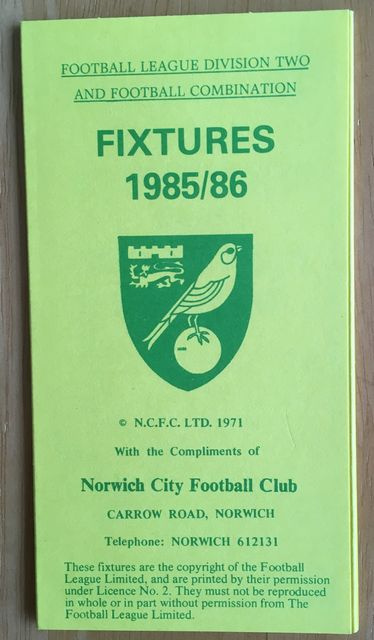 FOOTBALL LEAGUE DIVISION TWO
AND FOOTBALL COMBINATION
FIXTURES
1985/86
© N.C.F.C. LTD. 1971
With the Compliments of
Norwich City Football Club
CARROW ROAD, NORWICH
Telephone: NORWICH 612131
These fixtures are the copyright of the Football
League Limited, and are printed by their permission
under Licence No. 2. They must not be reproduced
in whole or in part without permission from The
Football League Limited.